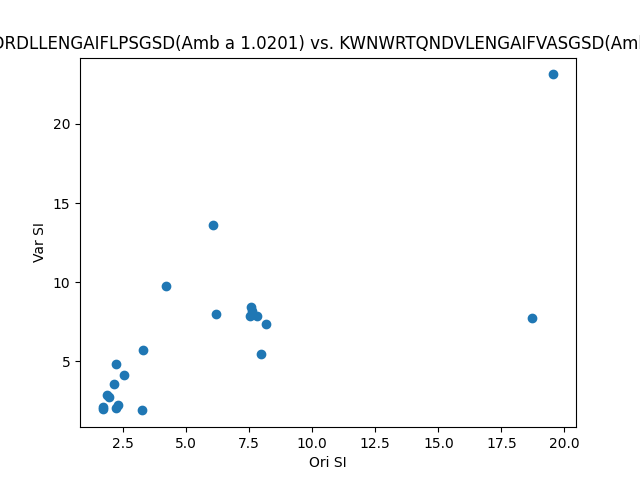 DRDLLENGAIFLPSGSD(Amb a 1.0201) vs. KWNWRTQNDVLENGAIFVASGSD(Am
Var SI
20
15
10
5
2.5 5.0 7.5 10.0 12.5 15.0 17.5 20.0
Ori SI